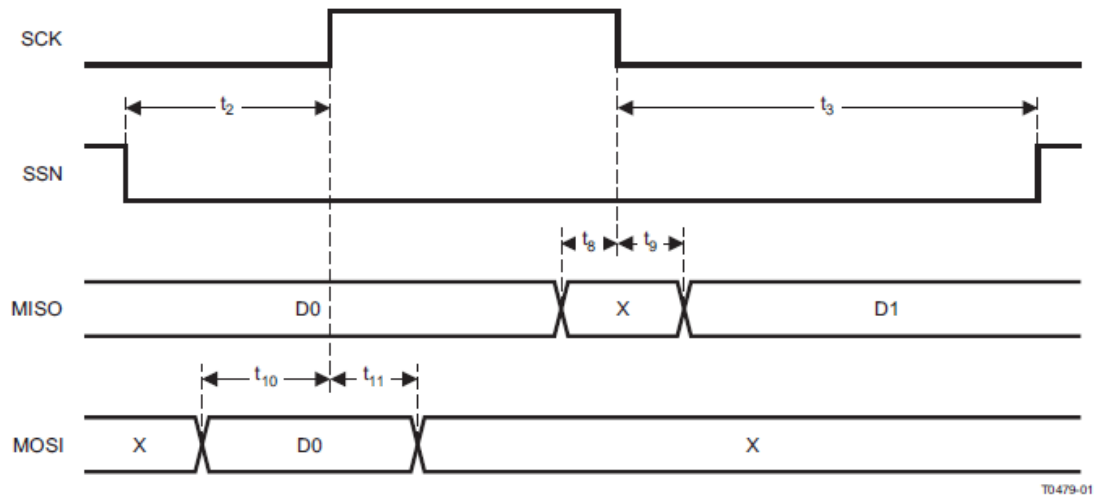 SCK
t2
t3
SSN
t8
t9
MISO
D0
X
D1
t10
t11
MOSI
X
D0
X
T0479-01